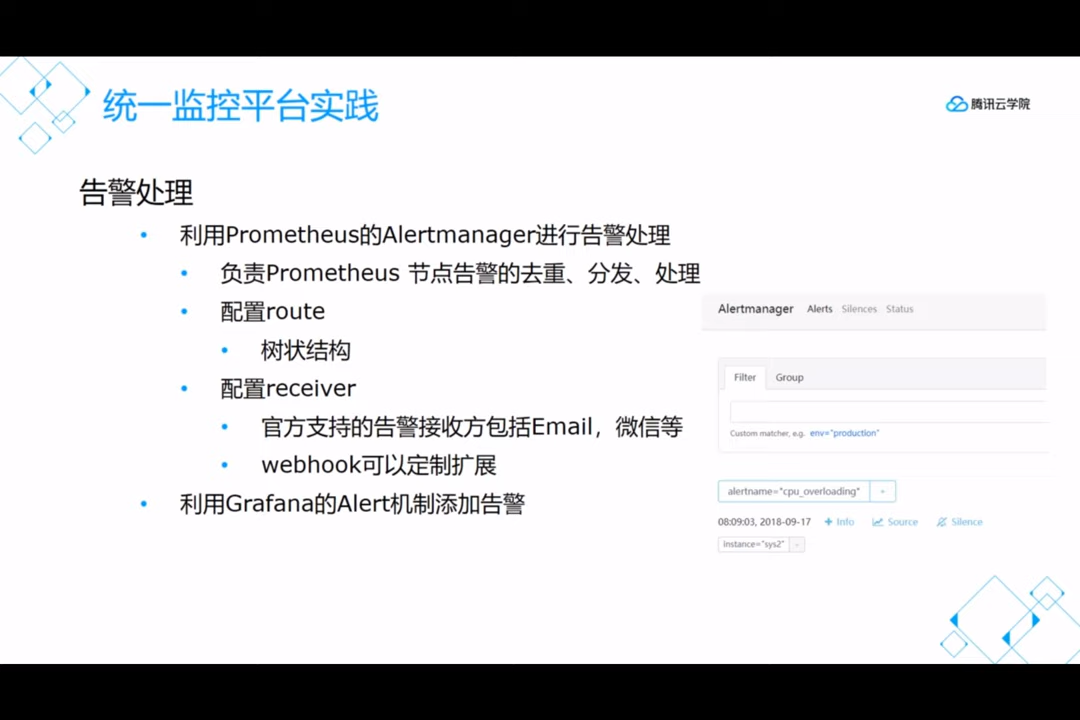 统一监控平台实践
腾讯云学院
告警处理
利用Prometheus的Alertmanager进行告警处理
负责Prometheus 节点告警的去重、分发、处理
配置route
树状结构
配置receiver
官方支持的告警接收方包括Email，微信等
webhook可以定制扩展
利用Grafana的Alert机制添加告警
Alertmanager Alerts Silences Status
Filter Group
Custom matcher, e.g. env="production"
alertname="cpu_overloading" +
08:09:03, 2018-09-17 + Info Source Silence
instance="sys2" -